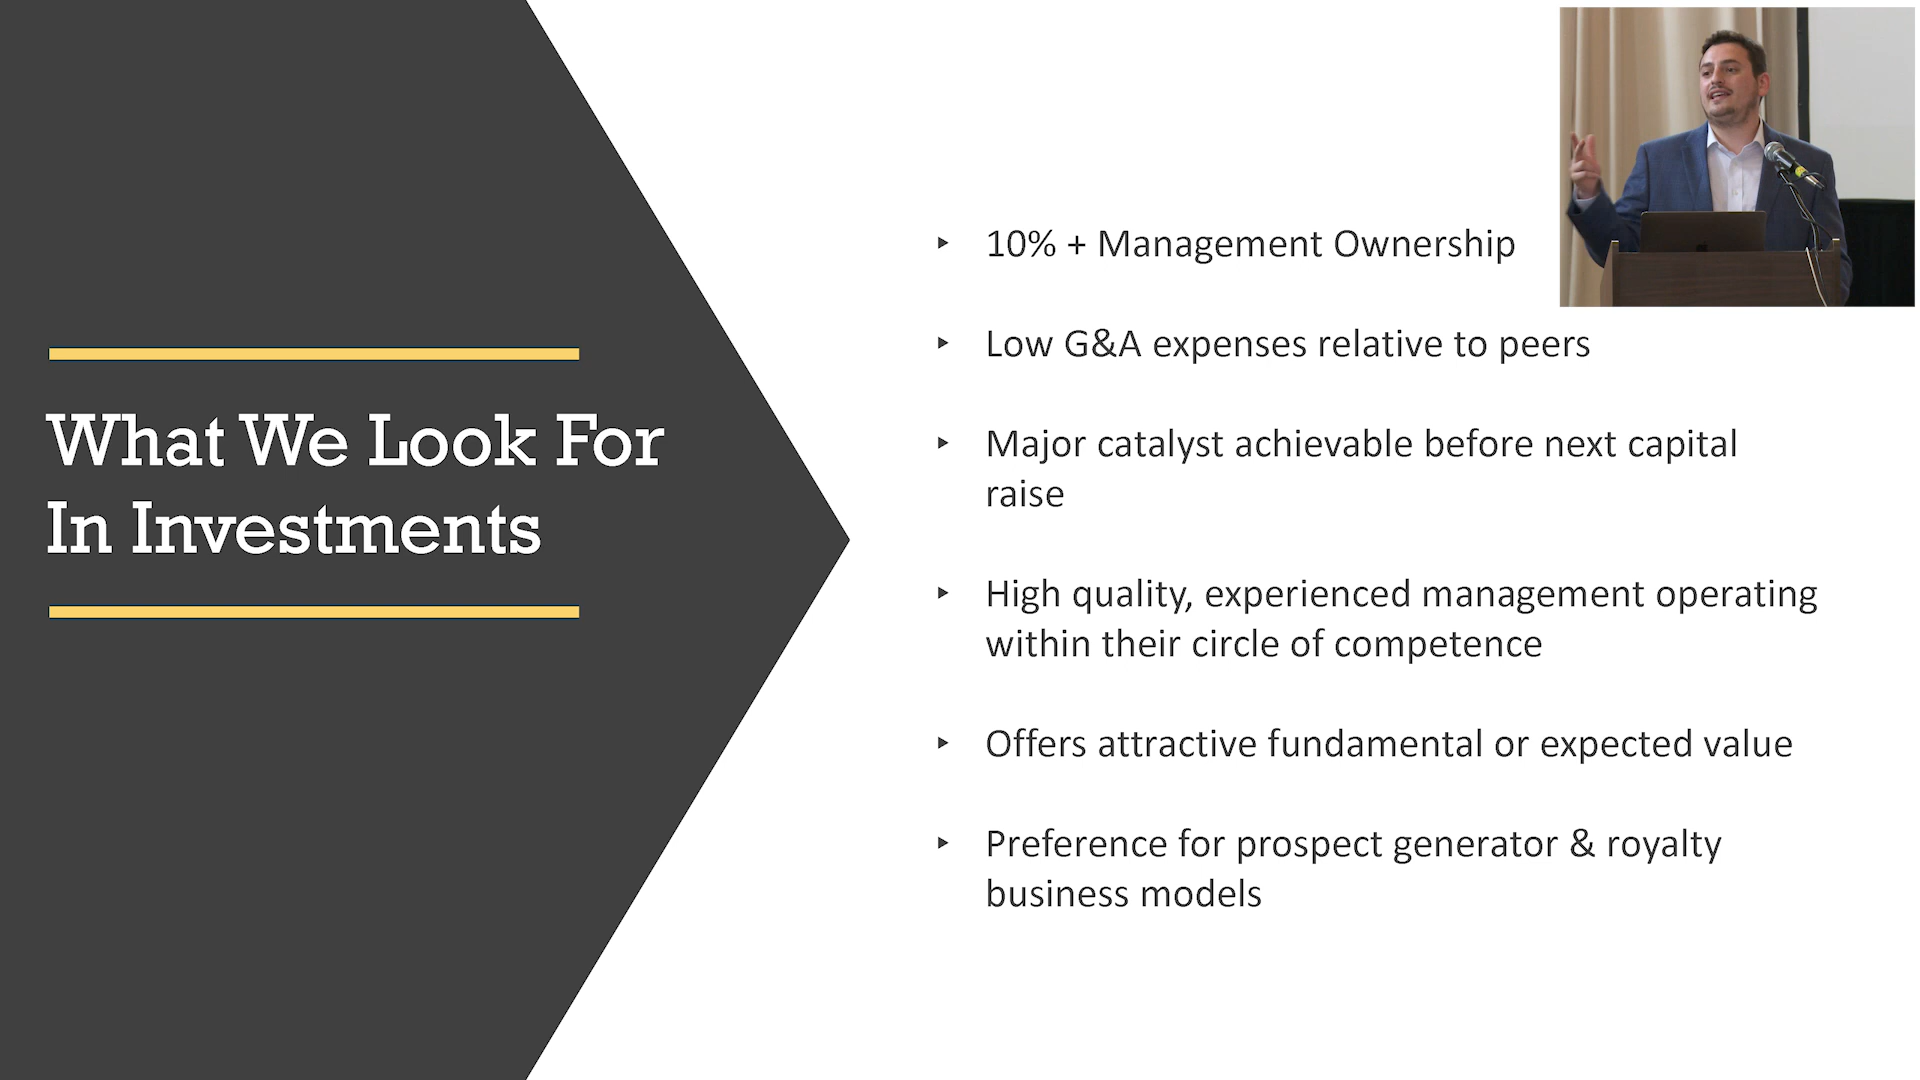 What We Look For
In Investments
10% + Management Ownership
Low G&A expenses relative to peers
Major catalyst achievable before next capital
raise
High quality, experienced management operating
within their circle of competence
Offers attractive fundamental or expected value
Preference for prospect generator & royalty
business models